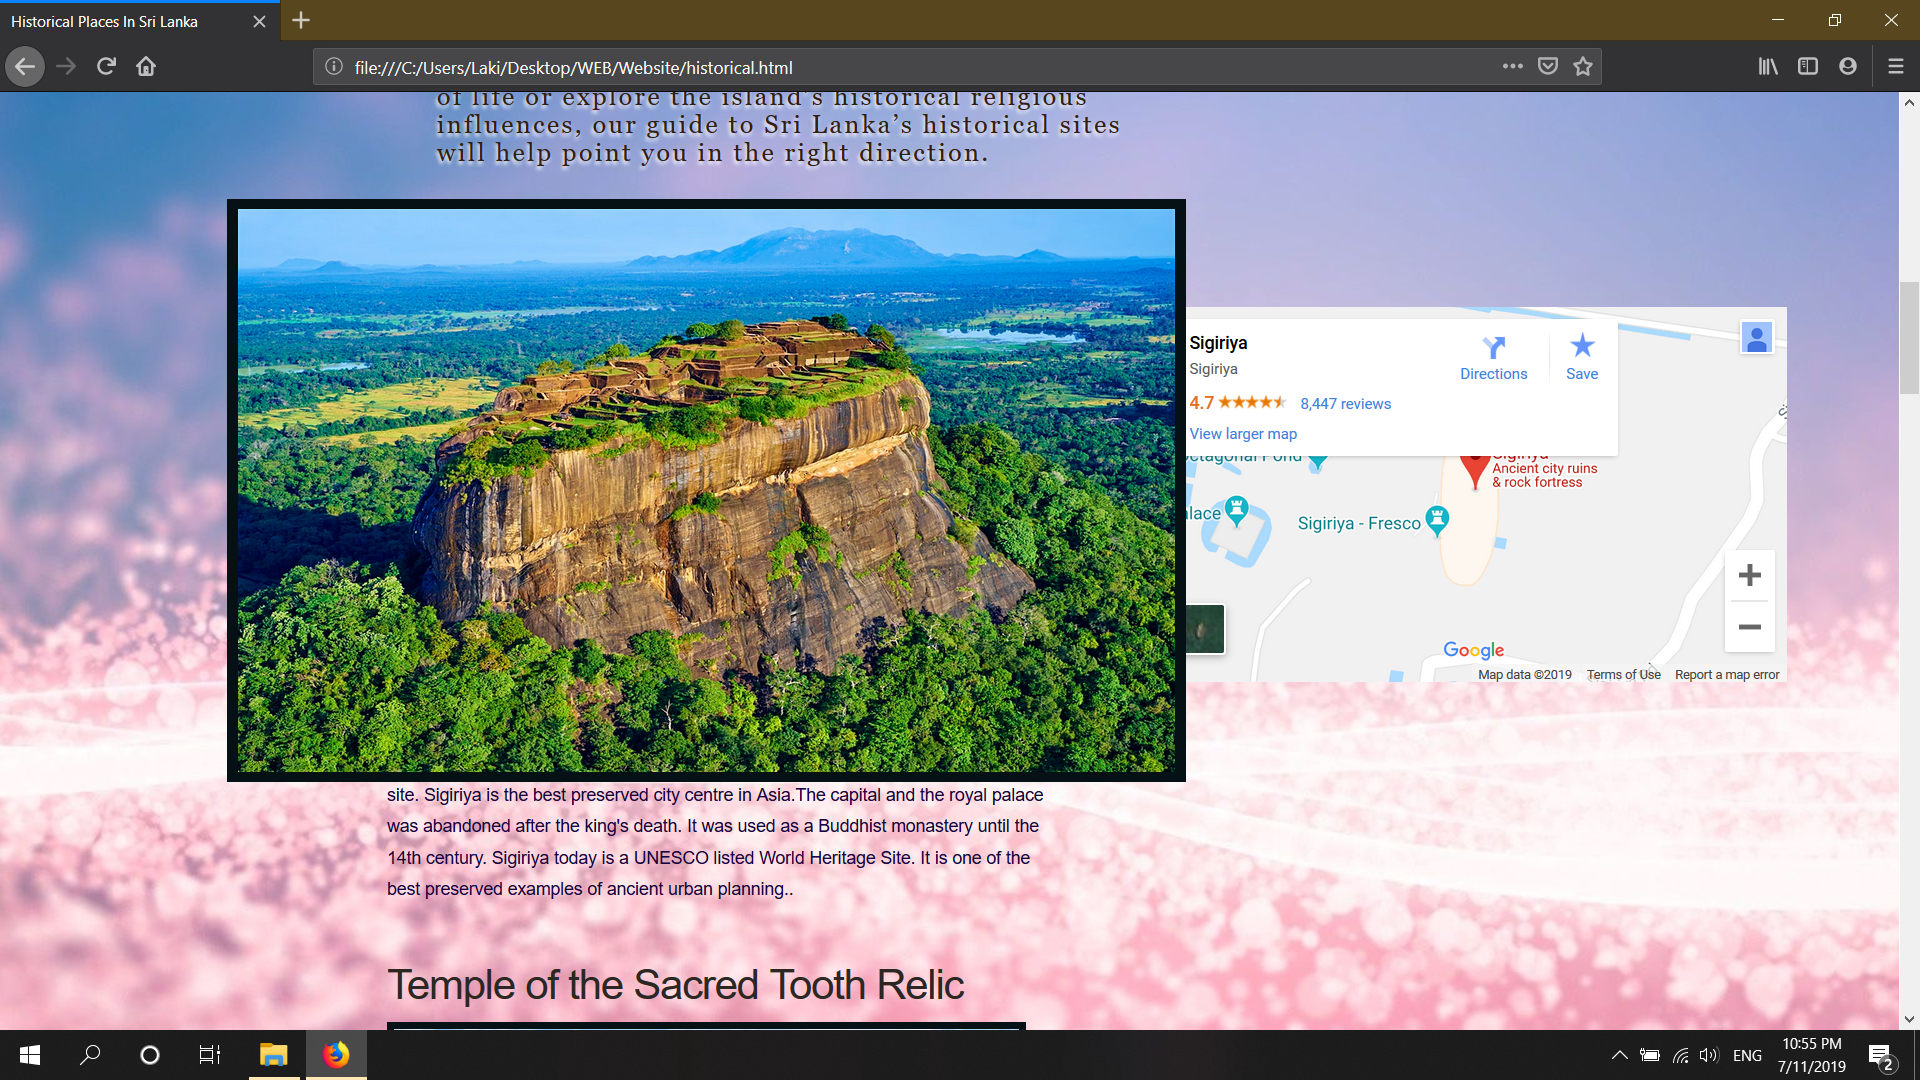 Historical Places In Sri Lanka
file:///C:/Users/Laki/Desktop/WEB/Website/historical.html
of life or explore the island's historical religious
influences, our guide to Sri Lanka’s historical sites
will help point you in the right direction.
Sigiriya
Sigiriya
Directions
Save
4.7
8,447 reviews
View larger map
Pond
Sigiriya
Ancient city ruins
& rock fortress
Sigiriya - Fresco
Google
Map data ©2019
Terms of Use
Report a map error
site. Sigiriya is the best preserved city centre in Asia.The capital and the royal palace
was abandoned after the king's death. It was used as a Buddhist monastery until the
14th century. Sigiriya today is a UNESCO listed World Heritage Site. It is one of the
best preserved examples of ancient urban planning..
Temple of the Sacred Tooth Relic
ENG
10:55 PM
7/11/2019
2